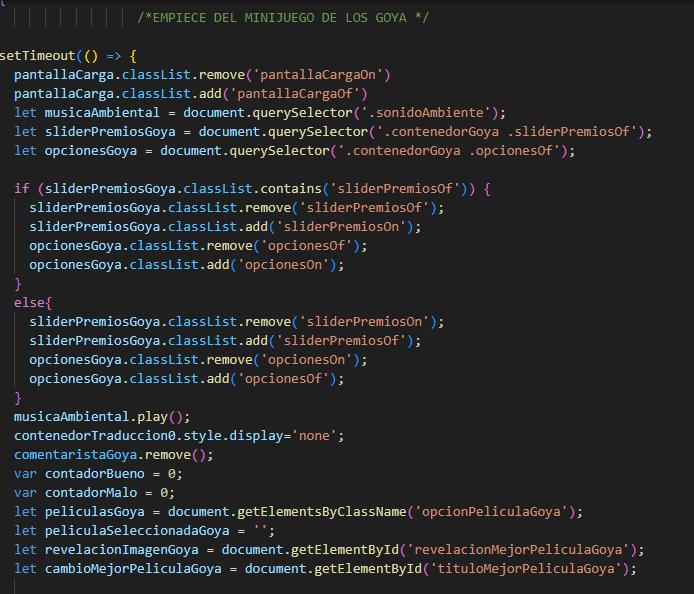 {
/*EMPIECE DEL MINIJUEGO DE LOS GOYA */
setTimeout(() => {
pantallaCarga.classList.remove('pantallaCargaOn')
pantallaCarga.classList.add('pantallaCargaOf')
let musicaAmbiental = document.querySelector('.sonidoAmbiente');
let sliderPremiosGoya = document.querySelector('.contenedorGoya .sliderPremiosOf');
let opcionesGoya = document.querySelector('.contenedorGoya .opcionesOf');
if (sliderPremiosGoya.classList.contains('sliderPremiosOf')) {
sliderPremiosGoya.classList.remove('sliderPremiosOf');
sliderPremiosGoya.classList.add('sliderPremiosOn');
opcionesGoya.classList.remove('opcionesOf');
opcionesGoya.classList.add('opcionesOn');
}
else{
sliderPremiosGoya.classList.remove('sliderPremiosOn');
sliderPremiosGoya.classList.add('sliderPremiosOf');
opcionesGoya.classList.remove('opcionesOn');
opcionesGoya.classList.add('opcionesOf');
}
musicaAmbiental.play();
contenedorTraduccion0.style.display='none';
comentaristaGoya.remove();
var contadorBueno = 0;
var contadorMalo = 0;
let peliculasGoya = document.getElementsByClassName('opcionPeliculaGoya');
let peliculaSeleccionadaGoya = '';
let revelacionImagenGoya = document.getElementById('revelacionMejorPeliculaGoya');
let cambioMejorPeliculaGoya = document.getElementById('tituloMejorPeliculaGoya');